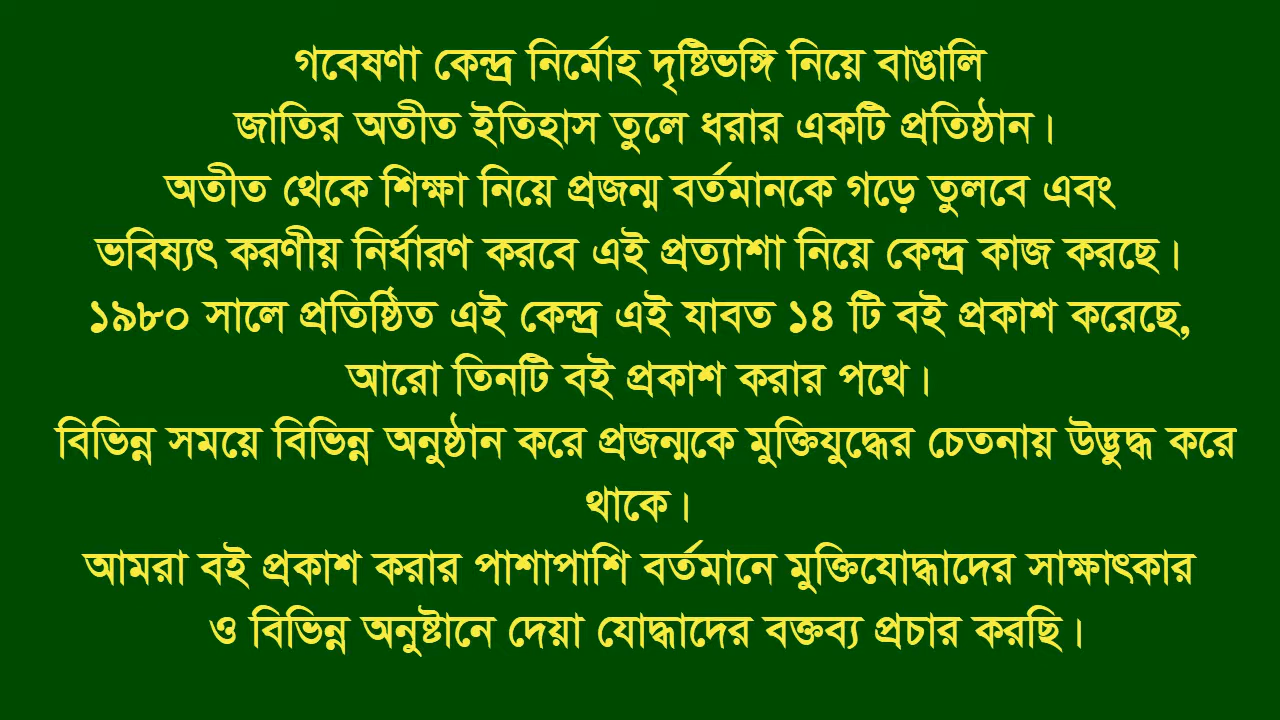 গবেষণা কেন্দ্র নির্মোহ দৃষ্টিভঙ্গি নিয়ে বাঙালি
জাতির অতীত ইতিহাস তুলে ধরার একটি প্রতিষ্ঠান।
অতীত থেকে শিক্ষা নিয়ে প্রজন্ম বর্তমানকে গড়ে তুলবে এবং
ভবিষ্যৎ করণীয় নির্ধারণ করবে এই প্রত্যাশা নিয়ে কেন্দ্র কাজ করছে।
১৯৮০ সালে প্রতিষ্ঠিত এই কেন্দ্র এই যাবত ১৪ টি বই প্রকাশ করেছে,
আরো তিনটি বই প্রকাশ করার পথে।
বিভিন্ন সময়ে বিভিন্ন অনুষ্ঠান করে প্রজন্মকে মুক্তিযুদ্ধের চেতনায় উদ্ভুদ্ধ করে
থাকে।
আমরা বই প্রকাশ করার পাশাপাশি বর্তমানে মুক্তিযোদ্ধাদের সাক্ষাৎকার
ও বিভিন্ন অনুষ্টানে দেয়া যোদ্ধাদের বক্তব্য প্রচার করছি।